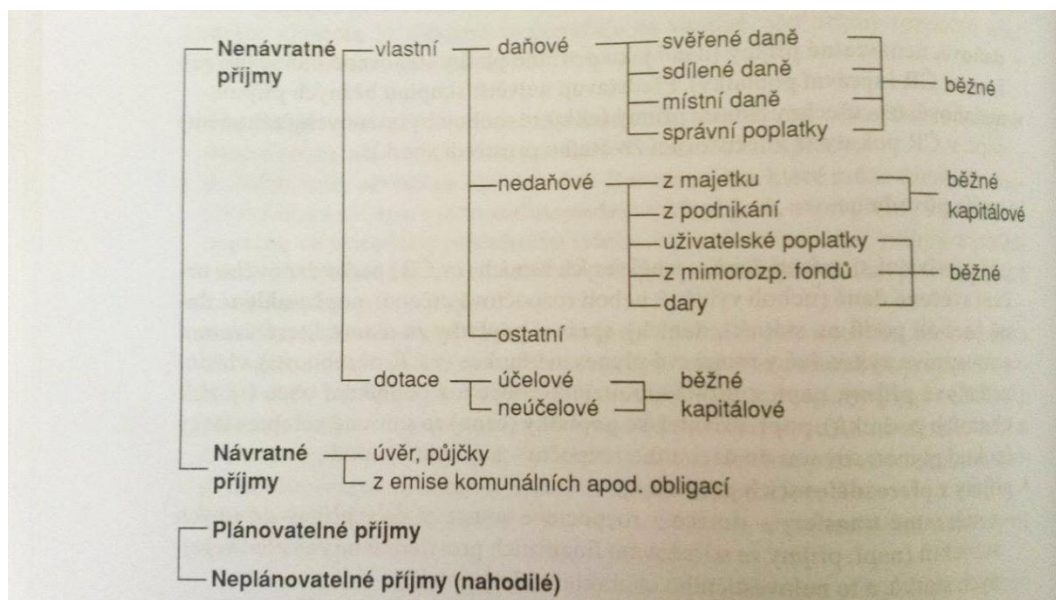 Nenávratné příjmy
vlastní
daňové
svěřené daně
sdílené daně
místní daně
správní poplatky
běžné
nedaňové
z majetku
z podnikání
běžné
kapitálové
uživatelské poplatky
z mimorozp. fondů
dary
běžné
ostatní
dotace
účelové
neúčelové
běžné
kapitálové
Návratné příjmy
úvěr, půjčky
z emise komunálních apod. obligací
Plánovatelné příjmy
Neplánovatelné příjmy (nahodilé)